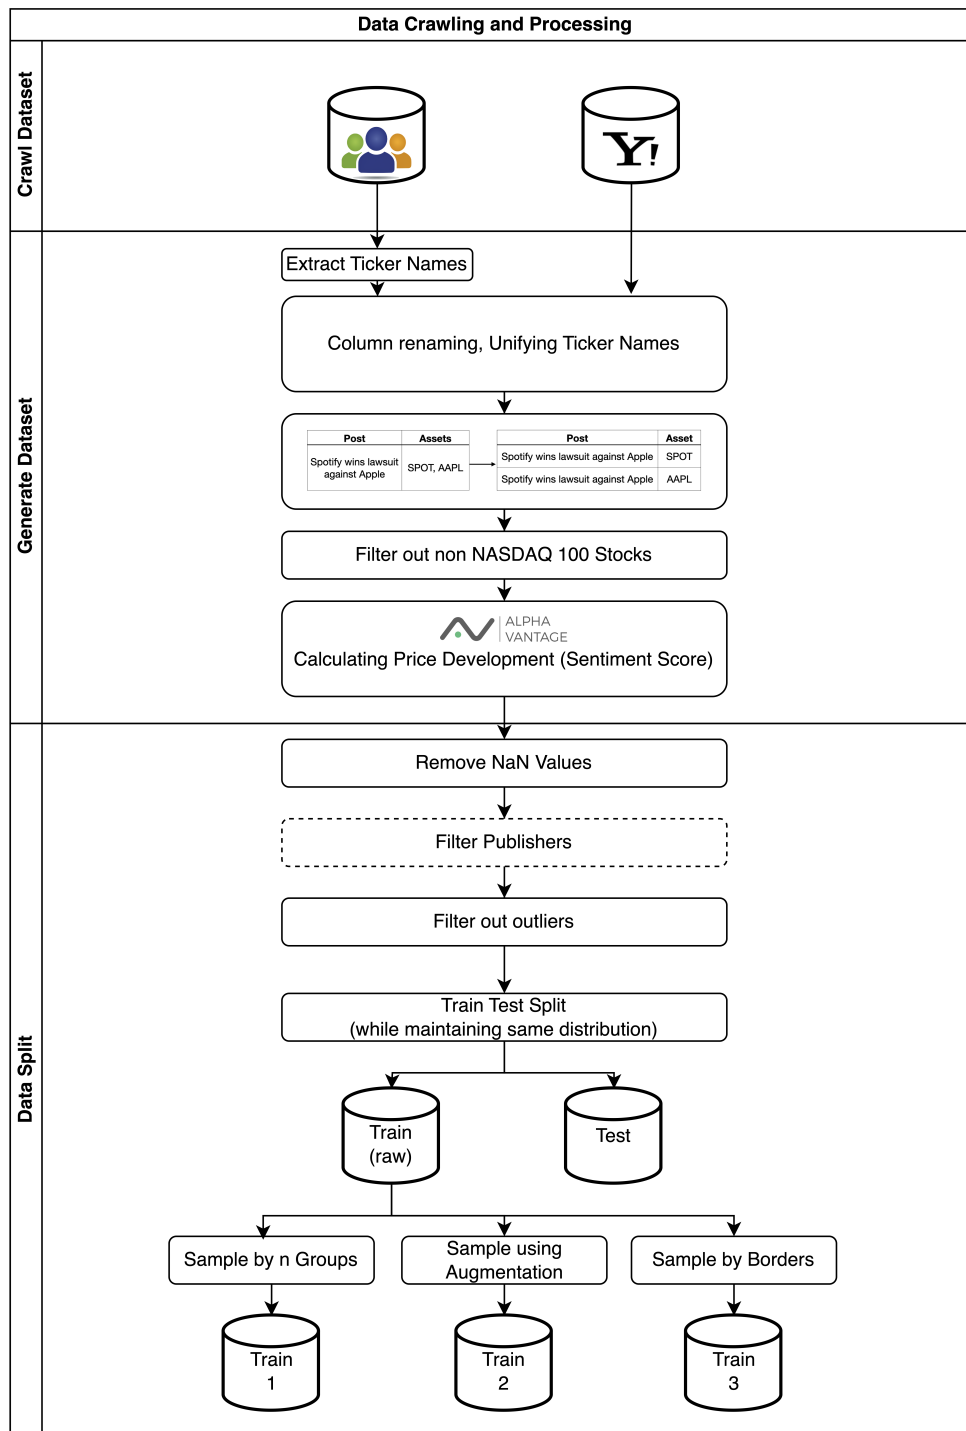 Data Crawling and Processing
Crawl Dataset
Y!
Generate Dataset
Extract Ticker Names
Column renaming, Unifying Ticker Names
Post Assets
Spotify wins lawsuit
against Apple
SPOT, AAPL
Post Asset
Spotify wins lawsuit against Apple SPOT
Spotify wins lawsuit against Apple AAPL
Filter out non NASDAQ 100 Stocks
ALPHA
VANTAGE
Calculating Price Development (Sentiment Score)
Data Split
Remove NaN Values
Filter Publishers
Filter out outliers
Train Test Split
(while maintaining same distribution)
Train
(raw)
Test
Sample by n Groups
Sample using
Augmentation
Sample by Borders
Train
1
Train
2
Train
3